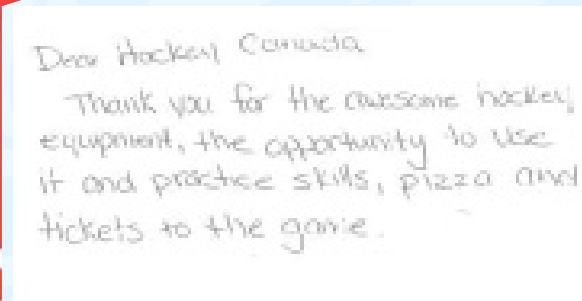 Dear Hockey Canada
Thank you for the awesome hockey
equipment, the opportunity to use
it and practice skills, pizza and
tickets to the game.